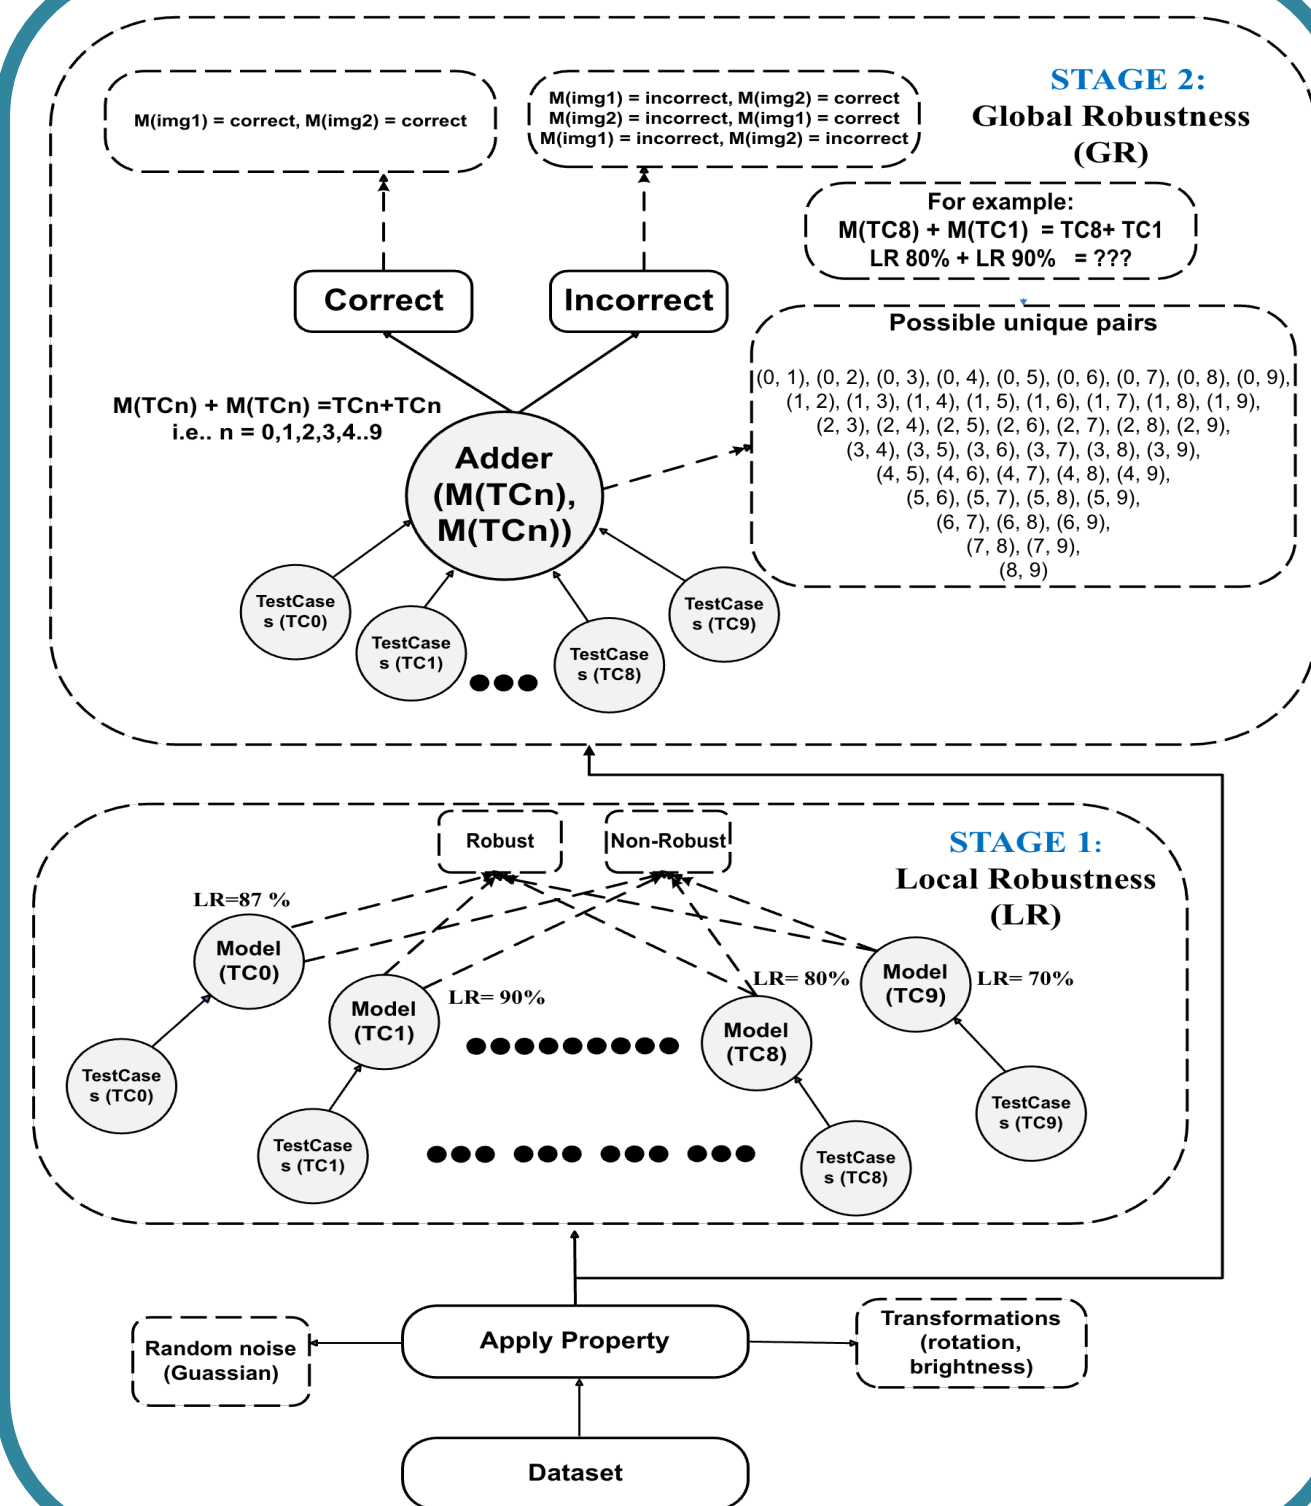 STAGE 2:
Global Robustness
(GR)
M(img1) = correct, M(img2) = correct
M(img1) = incorrect, M(img2) = correct
M(img2) = incorrect, M(img1) = correct
M(img1) = incorrect, M(img2) = incorrect
For example:
M(TC8) + M(TC1) = TC8+ TC1
LR 80% + LR 90% = ???
Correct
Incorrect
Possible unique pairs
(0, 1), (0, 2), (0, 3), (0, 4), (0, 5), (0, 6), (0, 7), (0, 8), (0, 9),
(1, 2), (1, 3), (1, 4), (1, 5), (1, 6), (1, 7), (1, 8), (1, 9),
(2, 3), (2, 4), (2, 5), (2, 6), (2, 7), (2, 8), (2, 9),
(3, 4), (3, 5), (3, 6), (3, 7), (3, 8), (3, 9),
(4, 5), (4, 6), (4, 7), (4, 8), (4, 9),
(5, 6), (5, 7), (5, 8), (5, 9),
(6, 7), (6, 8), (6, 9),
(7, 8), (7, 9),
(8, 9)
M(TCn) + M(TCn) =TCn+TCn
i.e.. n = 0,1,2,3,4..9
Adder
(M(TCn),
M(TCn))
TestCase
s (TC0)
TestCase
s (TC1)
TestCase
s (TC8)
TestCase
s (TC9)
STAGE 1:
Local Robustness
(LR)
Robust
Non-Robust
LR=87 %
Model
(TC0)
LR= 90%
Model
(TC1)
LR= 80%
Model
(TC8)
Model
(TC9)
LR= 70%
TestCase
s (TC0)
TestCase
s (TC1)
TestCase
s (TC8)
TestCase
s (TC9)
Random noise
(Guassian)
Apply Property
Transformations
(rotation,
brightness)
Dataset